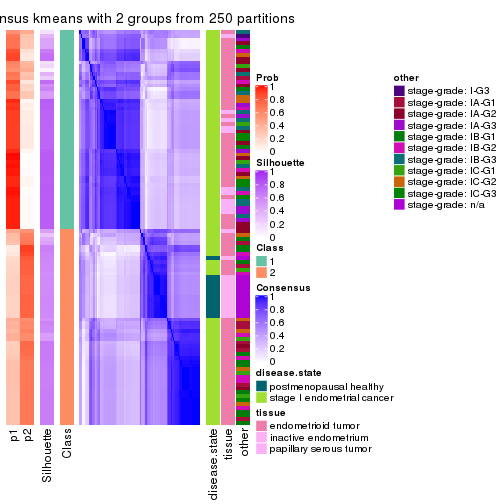 nsus kmeans with 2 groups from 250 partitions
Prob
1
0.8
0.6
0.4
0.2
0
Silhouette
1
0.8
0.6
0.4
0.2
0
Class
1
2
Consensus
1
0.8
0.6
0.4
0.2
0
disease.state
postmenopausal healthy
stage I endometrial cancer
tissue
endometrioid tumor
inactive endometrium
papillary serous tumor
other
stage-grade: I-G3
stage-grade: IA-G1
stage-grade: IA-G2
stage-grade: IA-G3
stage-grade: IB-G1
stage-grade: IB-G2
stage-grade: IB-G3
stage-grade: IC-G1
stage-grade: IC-G2
stage-grade: IC-G3
stage-grade: n/a
p1
p2
Silhouette
Class
disease.state
tissue
other